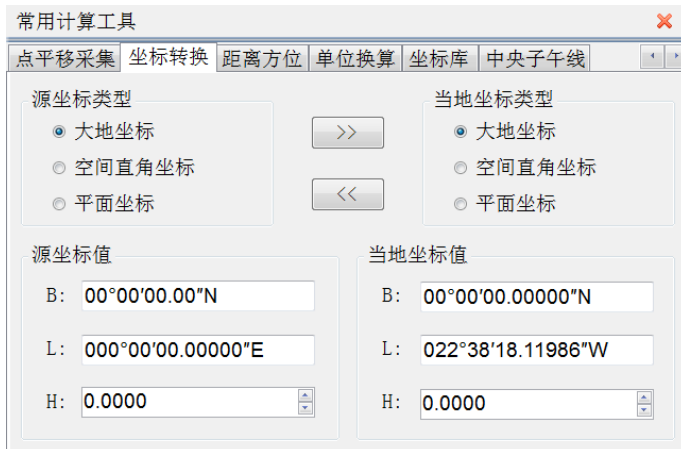 常用计算工具
点平移采集 坐标转换 距离方位 单位换算 坐标库 中央子午线
源坐标类型
大地坐标
空间直角坐标
平面坐标
>>
<<
当地坐标类型
大地坐标
空间直角坐标
平面坐标
源坐标值
B: 00°00′00.00″N
L: 000°00′00.00000″E
H: 0.0000
当地坐标值
B: 00°00′00.00000″N
L: 022°38′18.11986″W
H: 0.0000